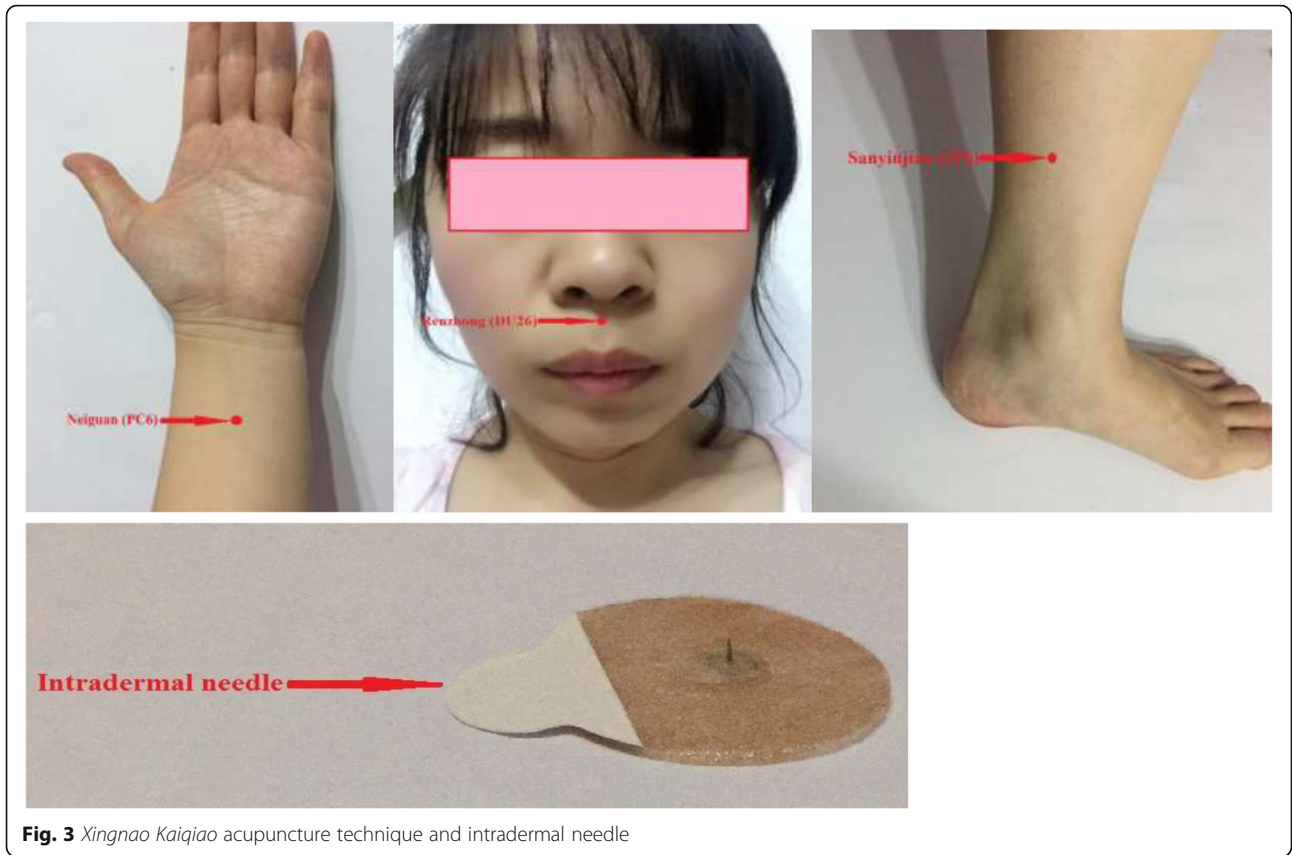 Neiguan (PC6)
Renzhong (DU26)
Sanyinjiao (SP6)
Intradermal needle
Fig. 3 Xingnao Kaiqiao acupuncture technique and intradermal needle